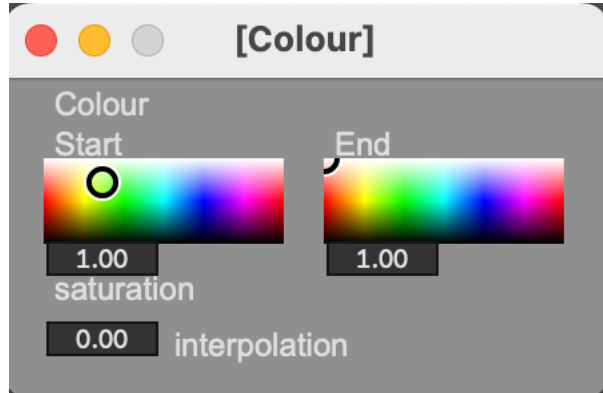 [Colour]
Colour
Start End
1.00 1.00
saturation
0.00 interpolation